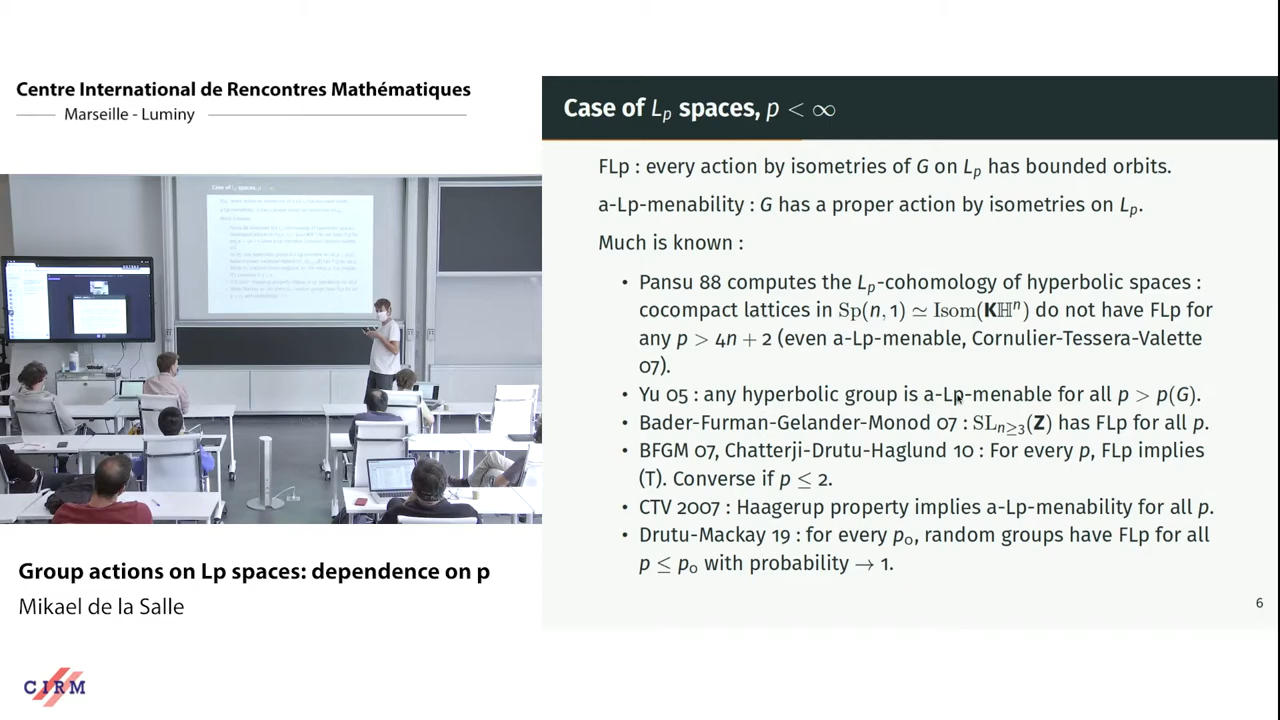 Centre International de Rencontres Mathématiques
Marseille - Luminy
Case of Lₚ spaces, p < ∞
FLp : every action by isometries of G on Lₚ has bounded orbits.
a-Lp-menability : G has a proper action by isometries on Lₚ.
Much is known :
• Pansu 88 computes the Lₚ-cohomology of hyperbolic spaces :
cocompact lattices in Sp(n, 1) ≃ Isom(𝐊ℍⁿ) do not have FLp for
any p > 4n + 2 (even a-Lp-menable, Cornulier-Tessera-Valette
07).
• Yu 05 : any hyperbolic group is a-Lp-menable for all p > p(G).
• Bader-Furman-Gelander-Monod 07 : SLₙ≥₃(𝐙) has FLp for all p.
• BFGM 07, Chatterji-Drutu-Haglund 10 : For every p, FLp implies
(T). Converse if p ≤ 2.
• CTV 2007 : Haagerup property implies a-Lp-menability for all p.
• Drutu-Mackay 19 : for every p₀, random groups have FLp for all
p ≤ p₀ with probability → 1.
6
Case of Lₚ spaces, p < ∞
Group actions on Lp spaces: dependence on p
Mikael de la Salle
CIRM